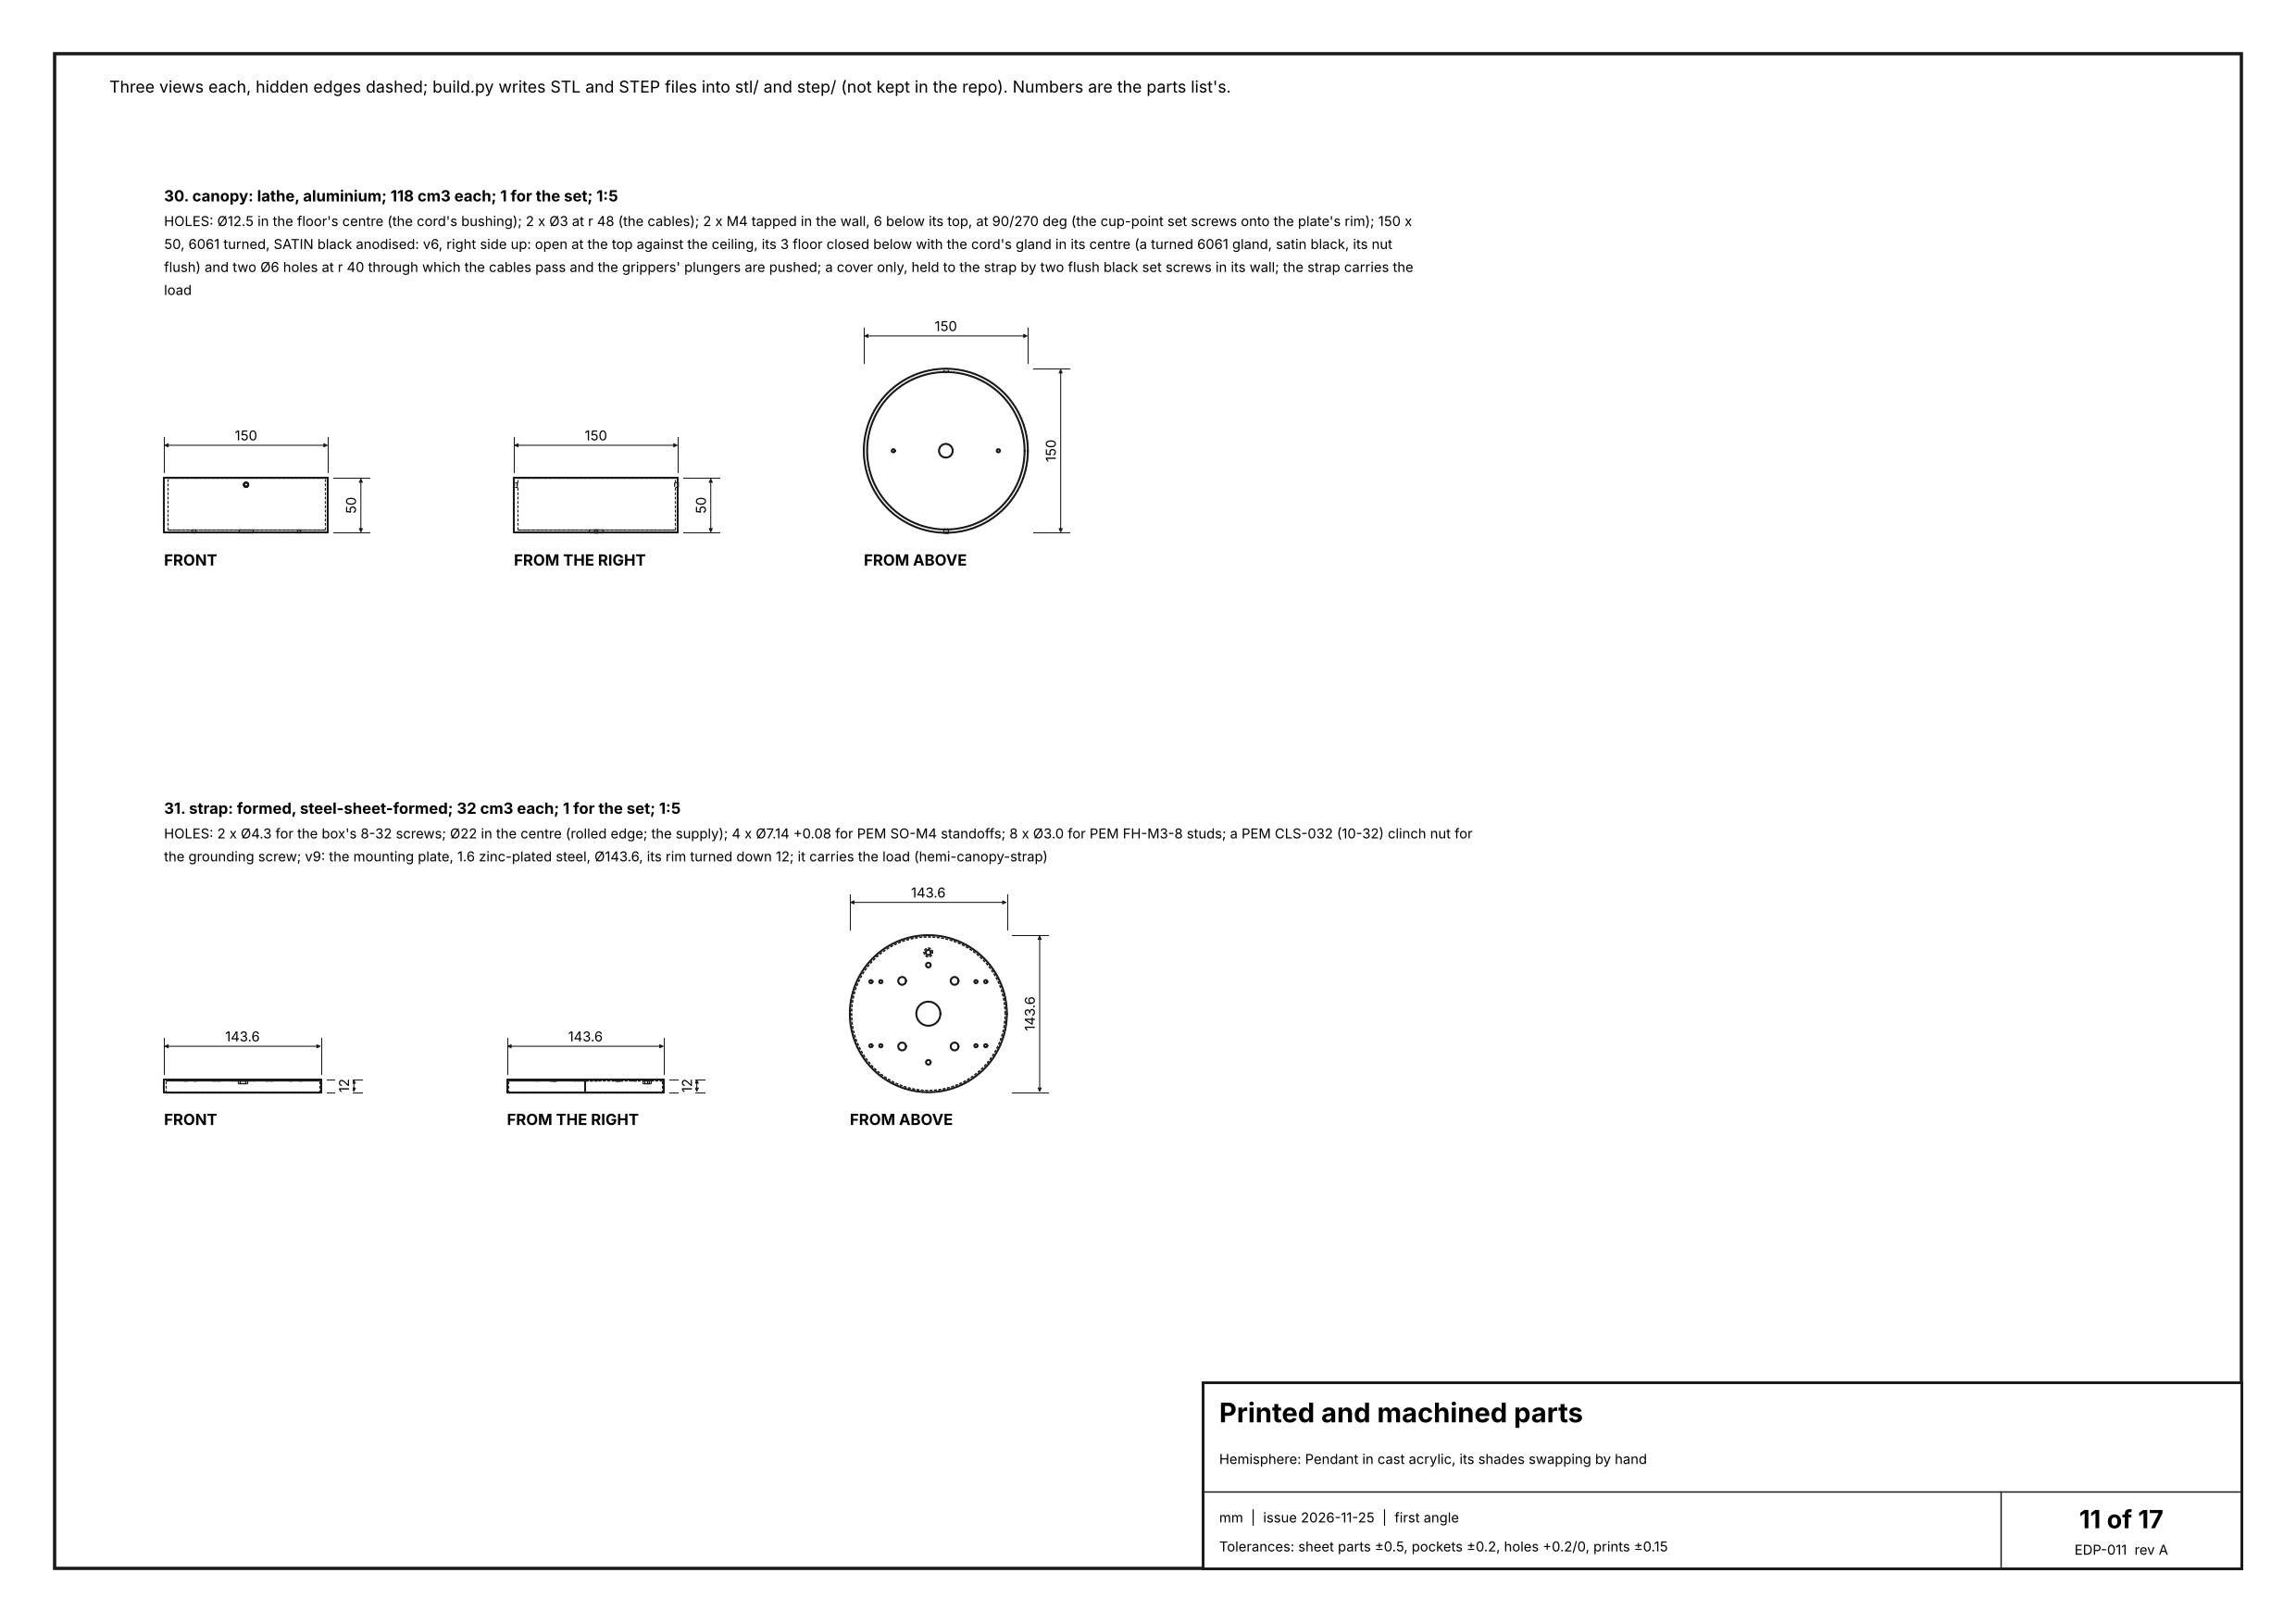 Three views each, hidden edges dashed; build.py writes STL and STEP files into stl/ and step/ (not kept in the repo). Numbers are the parts list's.
30. canopy: lathe, aluminium; 118 cm3 each; 1 for the set; 1:5
HOLES: Ø12.5 in the floor's centre (the cord's bushing); 2 x Ø3 at r 48 (the cables); 2 x M4 tapped in the wall, 6 below its top, at 90/270 deg (the cup-point set screws onto the plate's rim); 150 x
50, 6061 turned, SATIN black anodised: v6, right side up: open at the top against the ceiling, its 3 floor closed below with the cord's gland in its centre (a turned 6061 gland, satin black, its nut
flush) and two Ø6 holes at r 40 through which the cables pass and the grippers' plungers are pushed; a cover only, held to the strap by two flush black set screws in its wall; the strap carries the
load
150
150
150
150
50
50
FRONT
FROM THE RIGHT
FROM ABOVE
31. strap: formed, steel-sheet-formed; 32 cm3 each; 1 for the set; 1:5
HOLES: 2 x Ø4.3 for the box's 8-32 screws; Ø22 in the centre (rolled edge; the supply); 4 x Ø7.14 +0.08 for PEM SO-M4 standoffs; 8 x Ø3.0 for PEM FH-M3-8 studs; a PEM CLS-032 (10-32) clinch nut for
the grounding screw; v9: the mounting plate, 1.6 zinc-plated steel, Ø143.6, its rim turned down 12; it carries the load (hemi-canopy-strap)
143.6
143.6
143.6
143.6
12
12
FRONT
FROM THE RIGHT
FROM ABOVE
Printed and machined parts
Hemisphere: Pendant in cast acrylic, its shades swapping by hand
mm | issue 2026-11-25 | first angle
Tolerances: sheet parts ±0.5, pockets ±0.2, holes +0.2/0, prints ±0.15
11 of 17
EDP-011 rev A